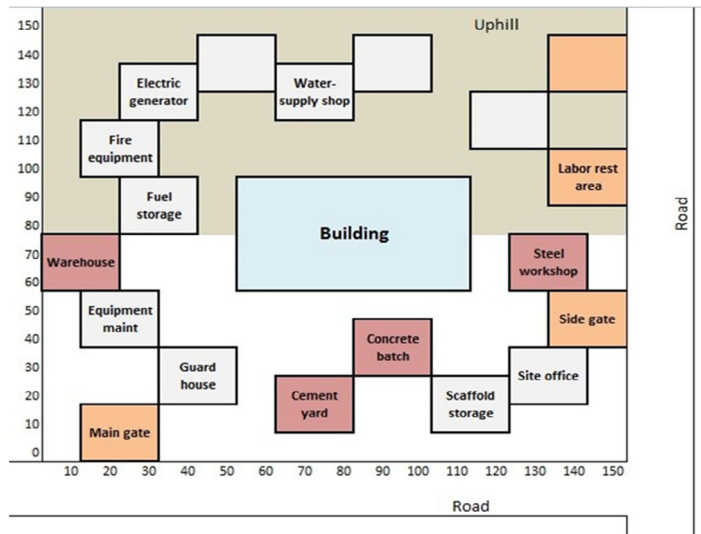 150
Uphill
140
130
Electric
generator
Water-
supply shop
120
110
Fire
equipment
100
Labor rest
area
90
Fuel
storage
80
Building
Road
70
Warehouse
Steel
workshop
60
50
Equipment
maint
Side gate
40
Concrete
batch
30
Guard
house
Site office
20
Cement
yard
Scaffold
storage
10
Main gate
0
10 20 30 40 50 60 70 80 90 100 110 120 130 140 150
Road